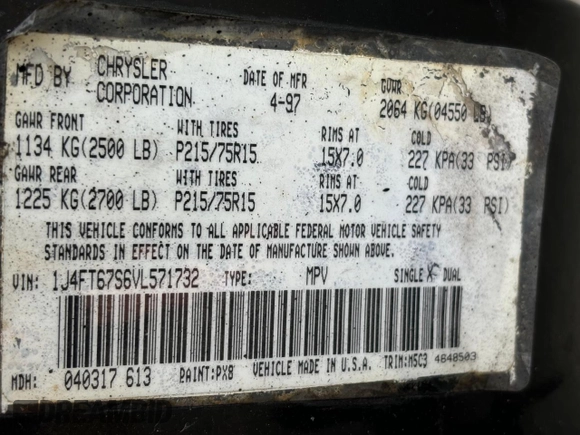 MFD BY CHRYSLER CORPORATION DATE OF MFR 4-97 GVWR 2064 KG(04550 LB)
GAWR FRONT WITH TIRES RIMS AT COLD
1134 KG(2500 LB) P215/75R15 15X7.0 227 KPA(33 PSI)
GAWR REAR WITH TIRES RIMS AT COLD
1225 KG(2700 LB) P215/75R15 15X7.0 227 KPA(33 PSI)
THIS VEHICLE CONFORMS TO ALL APPLICABLE FEDERAL MOTOR VEHICLE SAFETY
STANDARDS IN EFFECT ON THE DATE OF MANUFACTURE SHOWN ABOVE.
VIN: 1J4FT67S6VL571732 TYPE: MPV SINGLE X DUAL
MDH: 040317 613 PAINT:PX8 VEHICLE MADE IN U.S.A. TRIM:M5C3 4648503
DREAMBID